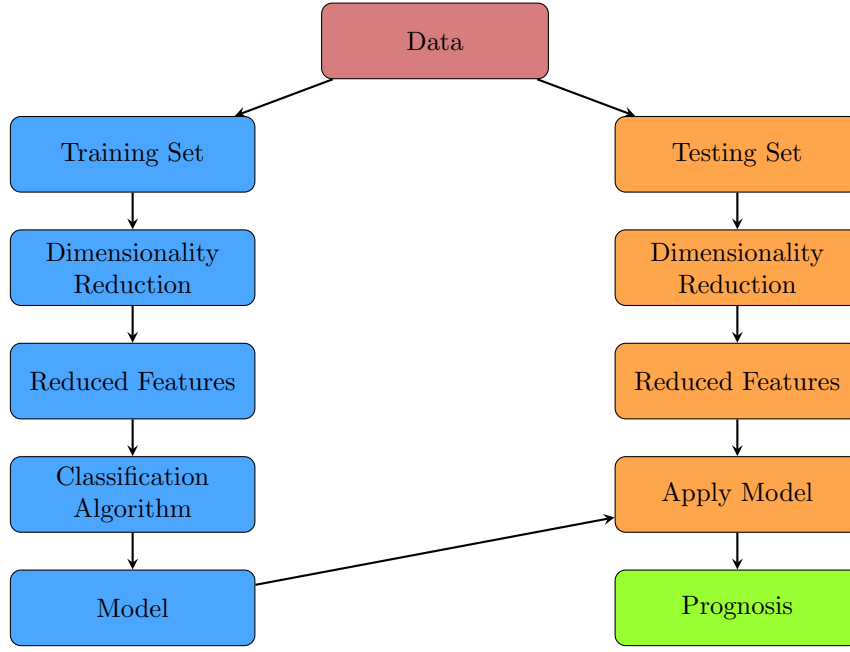 Data
Training Set
Testing Set
Dimensionality
Reduction
Dimensionality
Reduction
Reduced Features
Reduced Features
Classification
Algorithm
Apply Model
Model
Prognosis